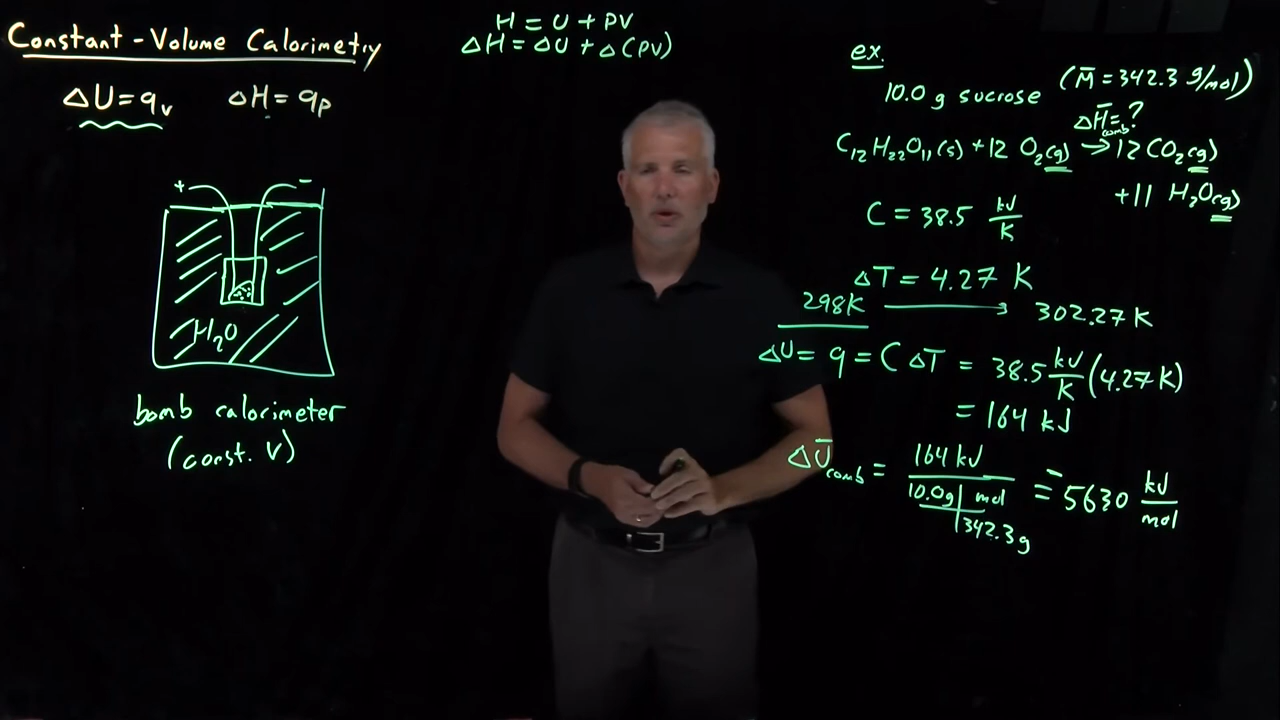 Constant-Volume Calorimetry
ΔU = qᵥ ΔH = qₚ
+ −
H₂O
bomb calorimeter
(const. V)
H = U + PV
ΔH = ΔU + Δ(PV)
ex.
10.0 g sucrose (M̄ = 342.3 g/mol)
ΔH̄comb = ?
C₁₂H₂₂O₁₁(s) + 12 O₂(g) → 12 CO₂(g)
+ 11 H₂O(g)
C = 38.5 kJ/K
ΔT = 4.27 K
298K → 302.27 K
ΔU = q = C ΔT = 38.5 kJ/K (4.27 K)
= 164 kJ
ΔŪcomb = 164 kJ / 10.0g | mol / 342.3 g = −5630 kJ/mol